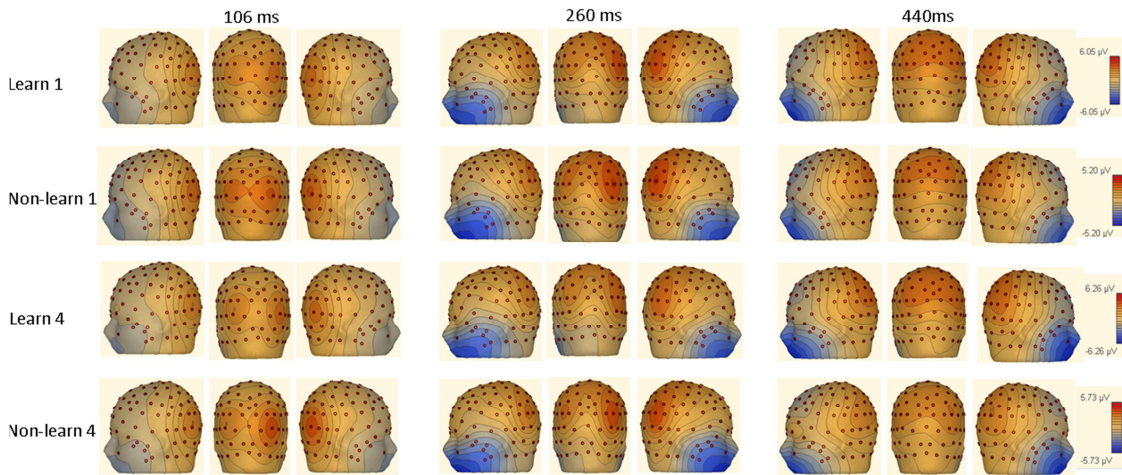 106 ms 260 ms 440ms
Learn 1
6.05 µV
-6.05 µV
Non-learn 1
5.20 µV
-5.20 µV
Learn 4
6.26 µV
-6.26 µV
Non-learn 4
5.73 µV
-5.73 µV